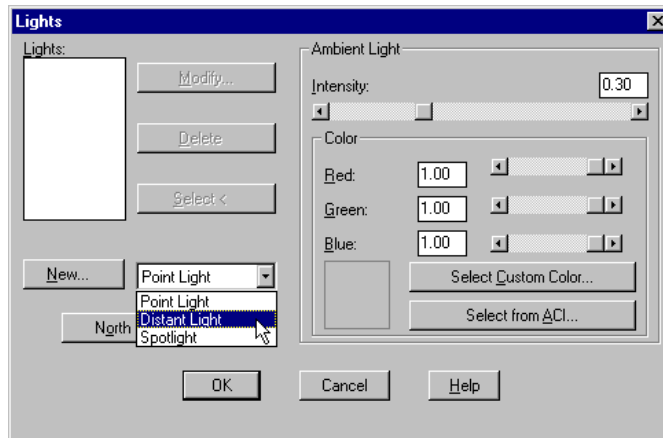 Lights
Lights:
Modify...
Delete
Select <
New...
Point Light
Point Light
Distant Light
Spotlight
North
Ambient Light
Intensity:
0.30
Color
Red:
1.00
Green:
1.00
Blue:
1.00
Select Custom Color...
Select from ACI...
OK
Cancel
Help